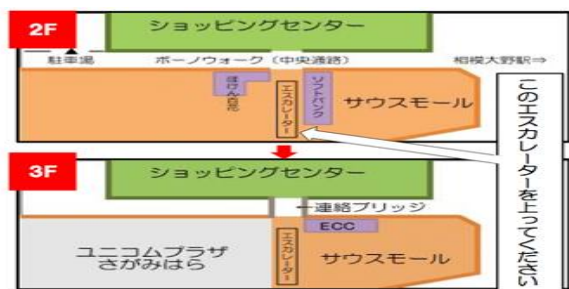 2F
ショッピングセンター
駐車場
ボーノウォーク(中央通路)
相模大野駅⇒
ほけん百花
エスカレーター
ソフトバンク
サウスモール
このエスカレーターを上ってください
3F
ショッピングセンター
←連絡ブリッジ
ECC
ユニコムプラザ
さがみはら
エスカレーター
サウスモール